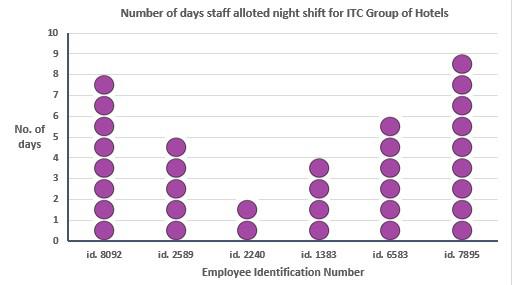 Number of days staff alloted night shift for ITC Group of Hotels
10
9
8
7
6
5
4
3
2
1
0
No. of
days
id. 8092 id. 2589 id. 2240 id. 1383 id. 6583 id. 7895
Employee Identification Number